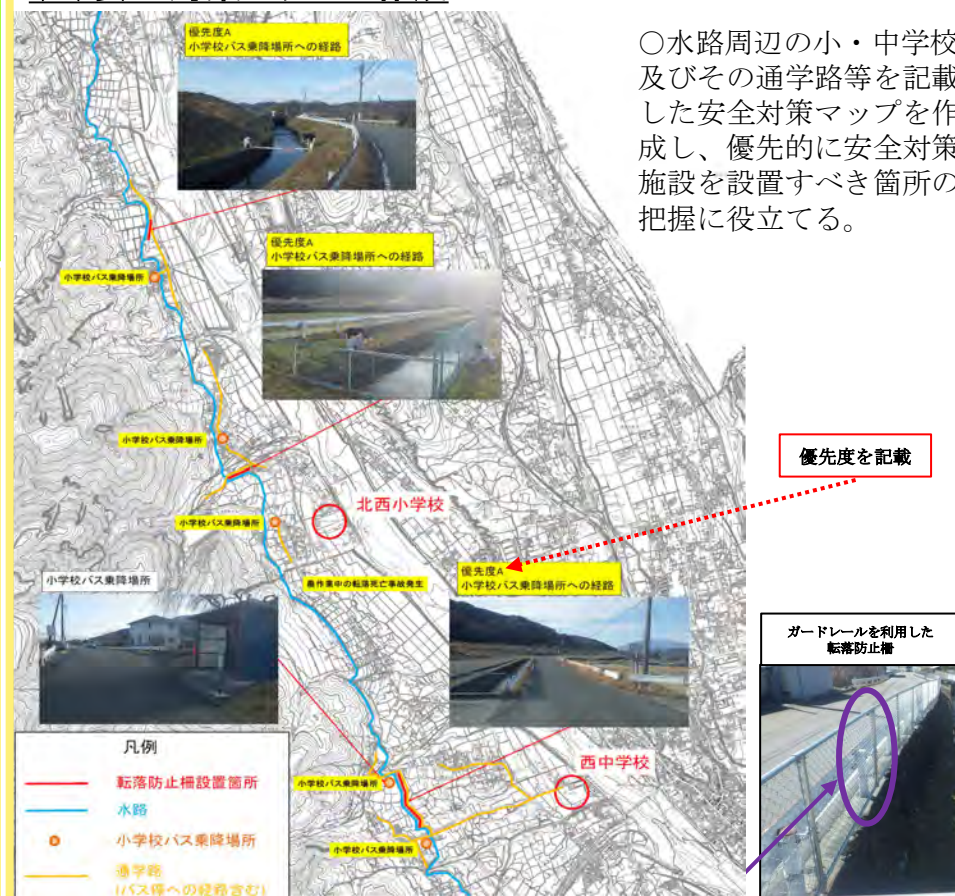 優先度A
小学校バス乗降場所への経路
○水路周辺の小・中学校
及びその通学路等を記載
した安全対策マップを作
成し、優先的に安全対策
施設を設置すべき箇所の
把握に役立てる。
優先度A
小学校バス乗降場所への経路
小学校バス乗降場所
小学校バス乗降場所
優先度を記載
北西小学校
小学校バス乗降場所
農作業中の転落死亡事故発生
小学校バス乗降場所
優先度A
小学校バス乗降場所への経路
ガードレールを利用した
転落防止柵
西中学校
小学校バス乗降場所
小学校バス乗降場所
凡例
転落防止柵設置箇所
水路
小学校バス乗降場所
通学路
(バス停への経路含む)